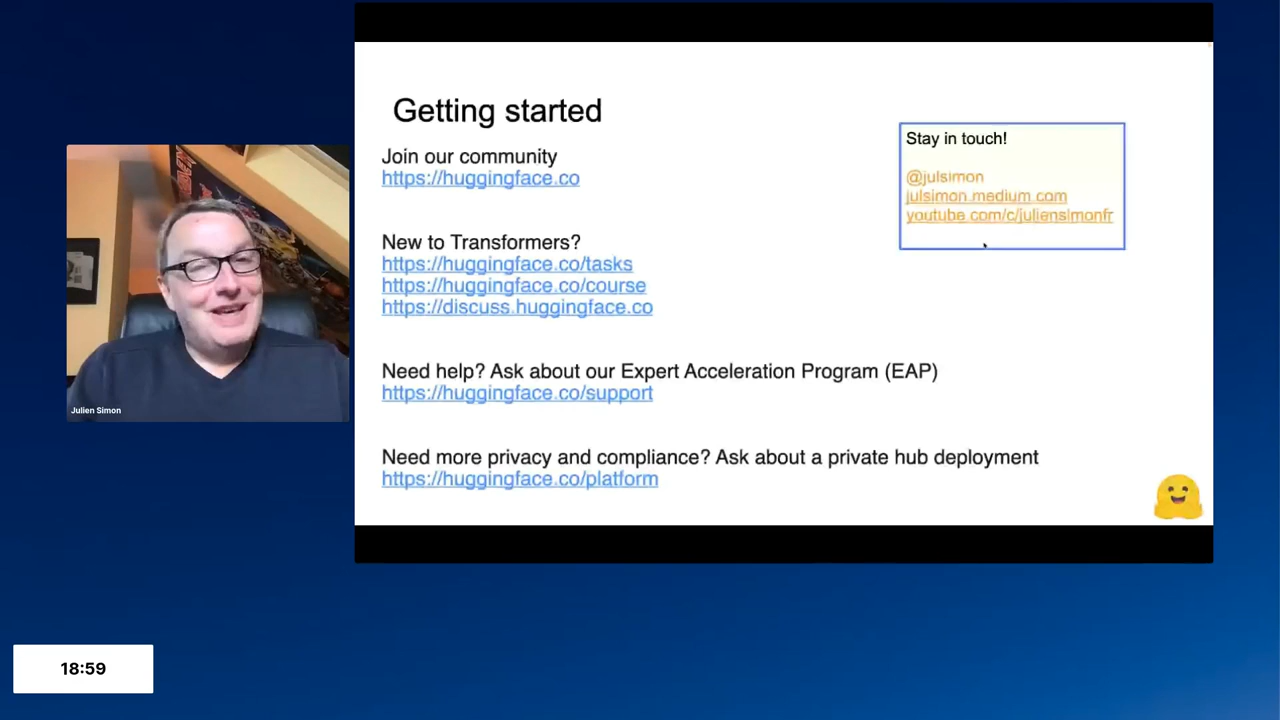 Getting started
Join our community
https://huggingface.co
New to Transformers?
https://huggingface.co/tasks
https://huggingface.co/course
https://discuss.huggingface.co
Need help? Ask about our Expert Acceleration Program (EAP)
https://huggingface.co/support
Need more privacy and compliance? Ask about a private hub deployment
https://huggingface.co/platform
Stay in touch!
@julsimon
julsimon.medium.com
youtube.com/c/juliensimonfr
Julien Simon
18:59